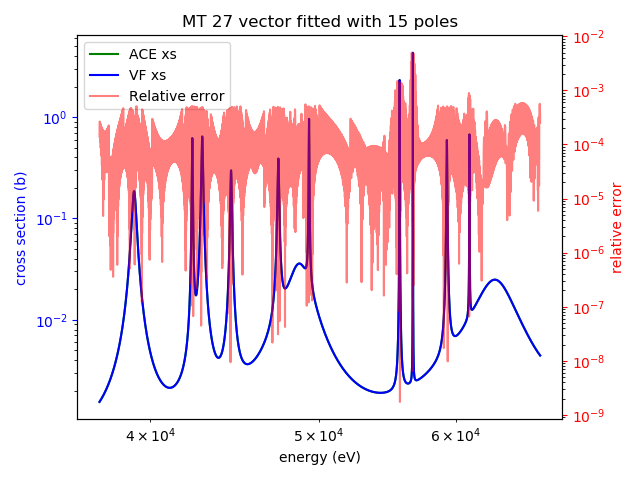 MT 27 vector fitted with 15 poles
ACE xs
VF xs
Relative error
cross section (b)
10⁰
10⁻¹
10⁻²
relative error
10⁻²
10⁻³
10⁻⁴
10⁻⁵
10⁻⁶
10⁻⁷
10⁻⁸
10⁻⁹
4 × 10⁴ 5 × 10⁴ 6 × 10⁴
energy (eV)